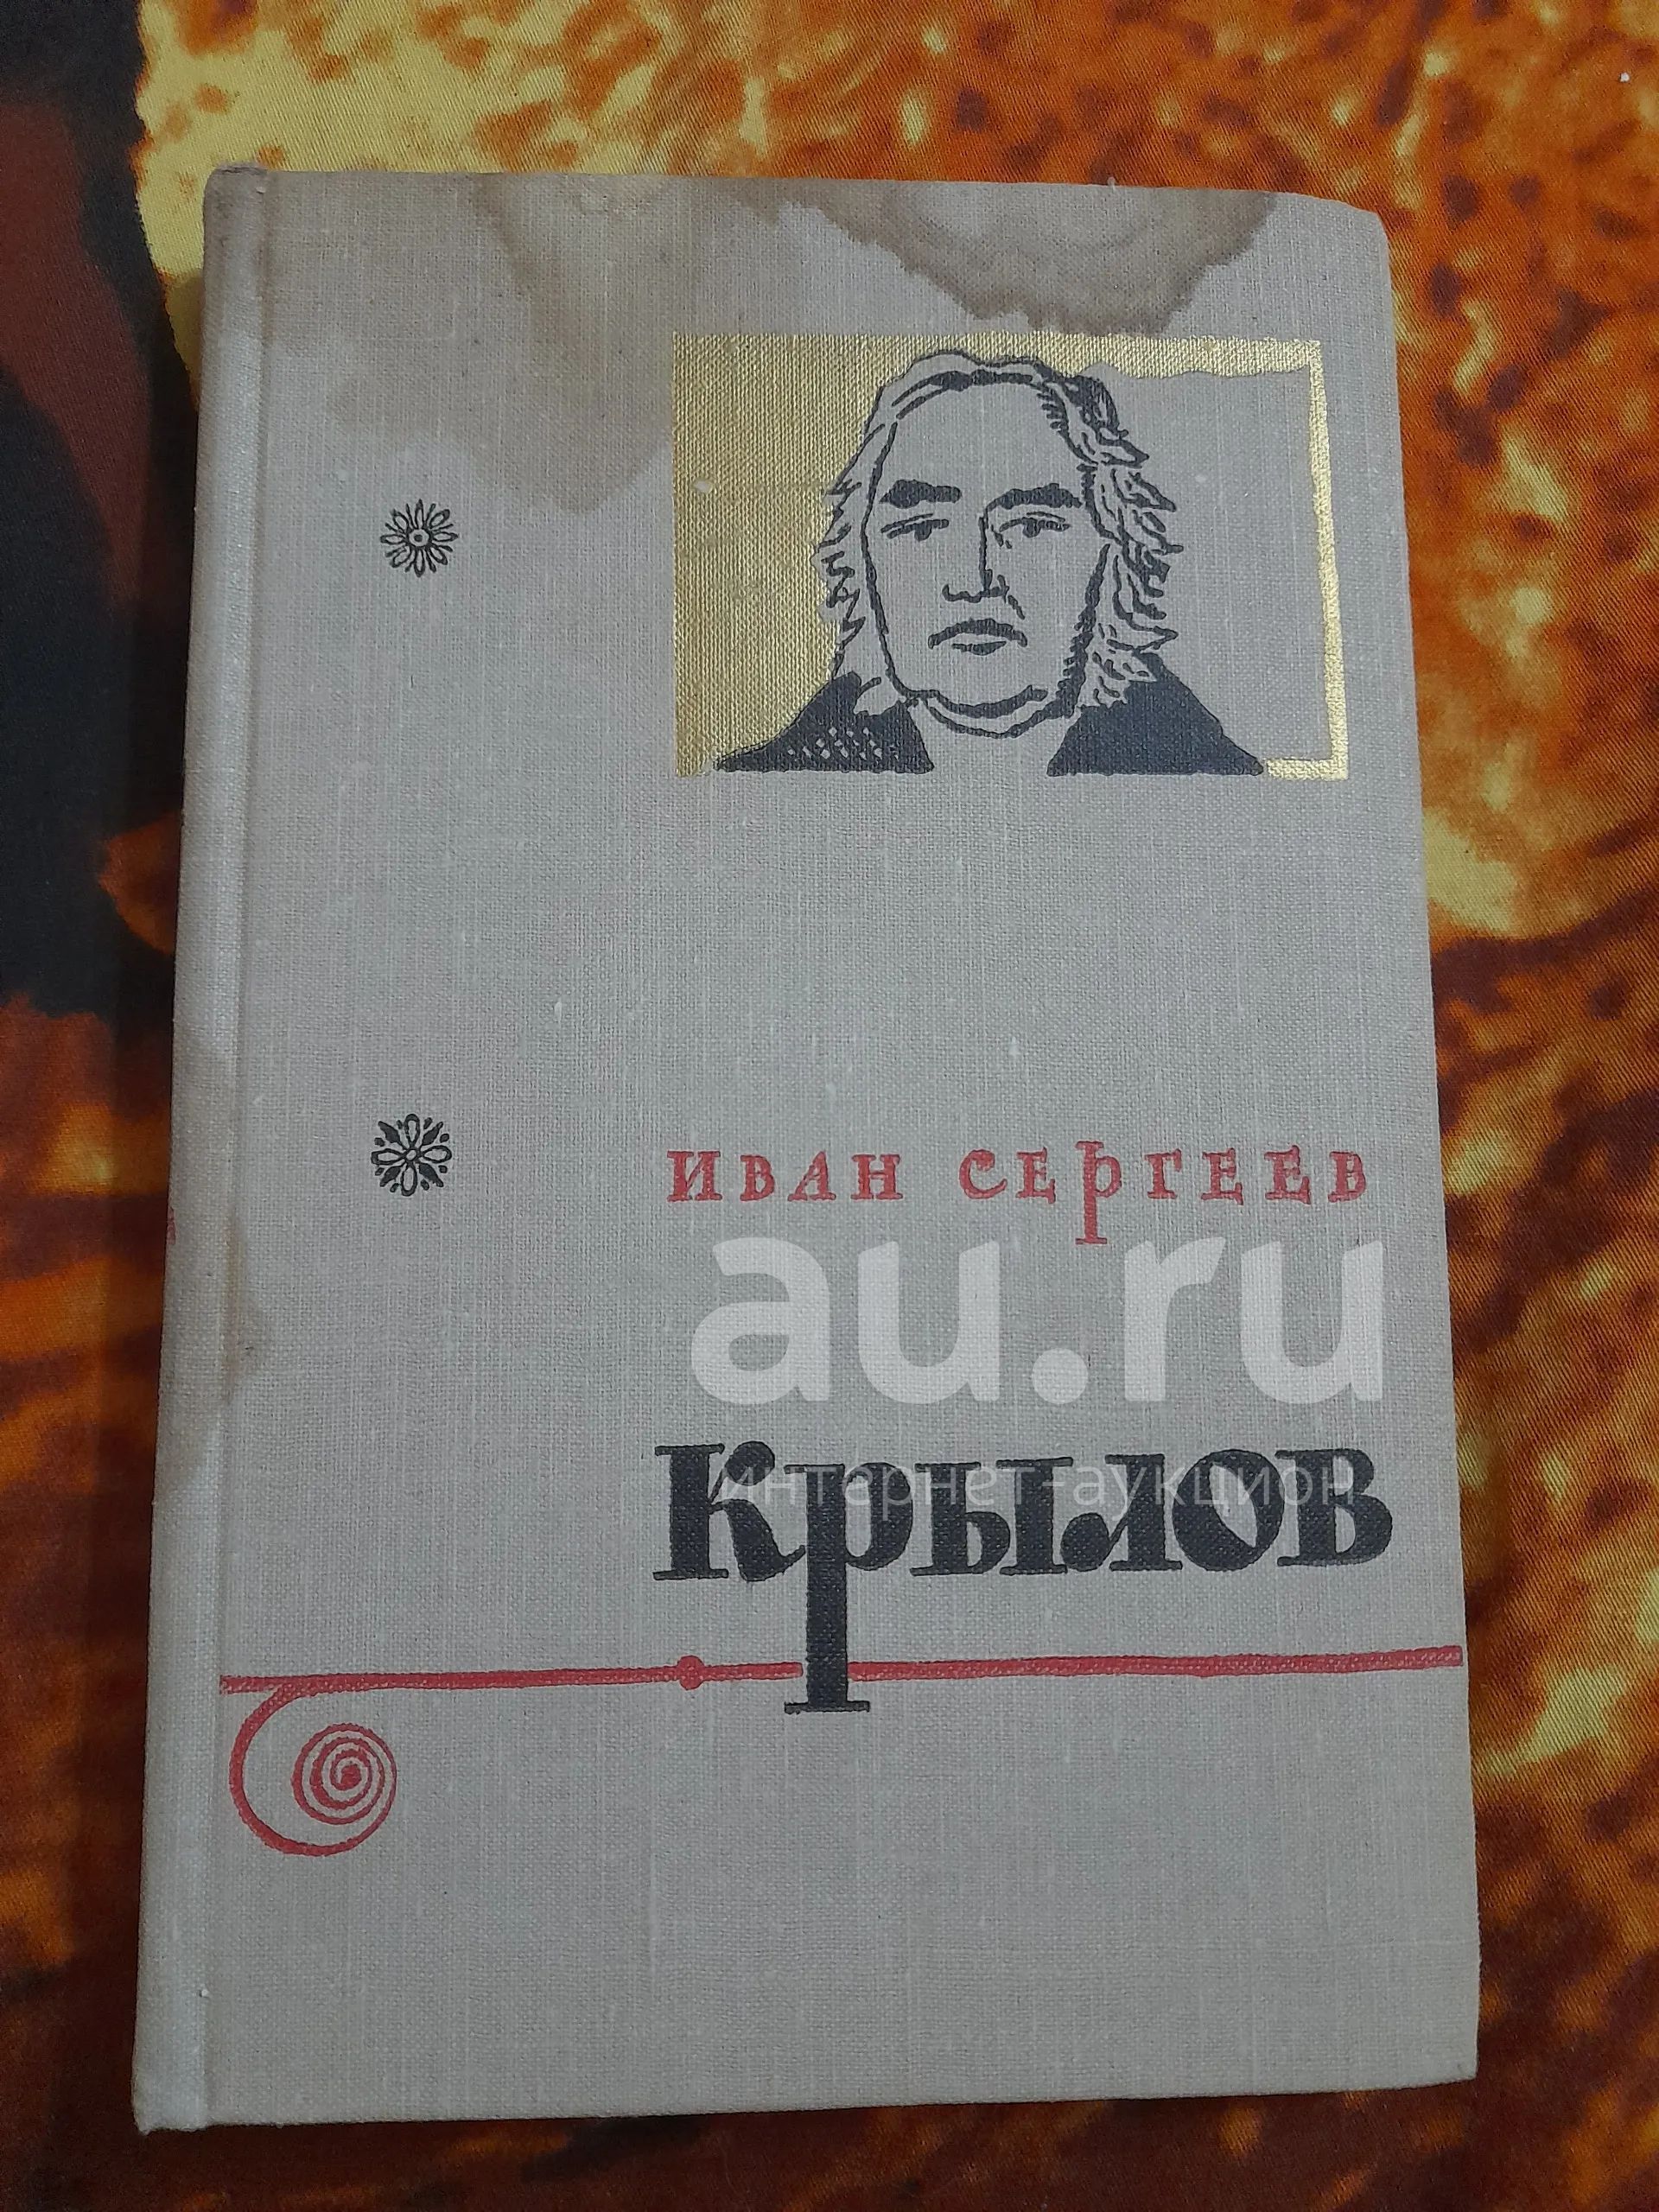 Иван Сергеев
au.ru
интернет-аукцион
Крылов